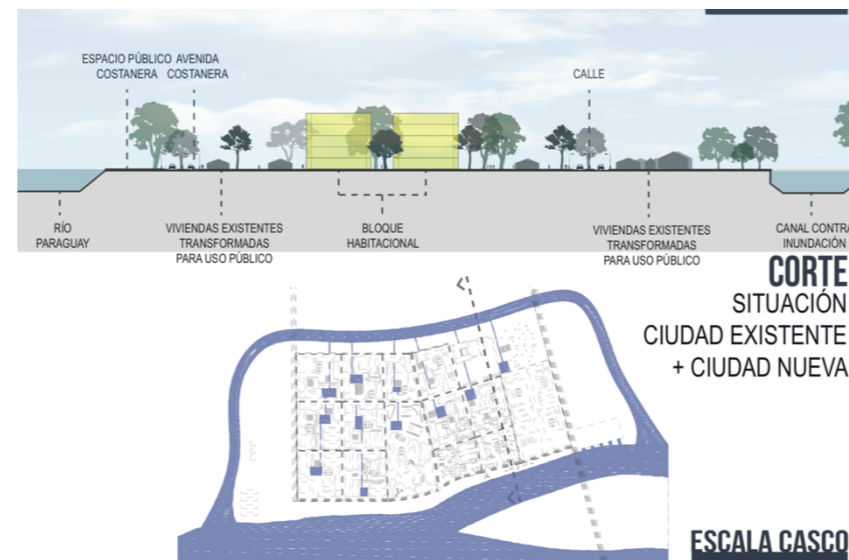 ESPACIO PÚBLICO
COSTANERA
AVENIDA
COSTANERA
CALLE
RÍO
PARAGUAY
VIVIENDAS EXISTENTES
TRANSFORMADAS
PARA USO PÚBLICO
BLOQUE
HABITACIONAL
VIVIENDAS EXISTENTES
TRANSFORMADAS
PARA USO PÚBLICO
CANAL CONTRA
INUNDACIÓN
CORTE
SITUACIÓN
CIUDAD EXISTENTE
+ CIUDAD NUEVA
ESCALA CASCO